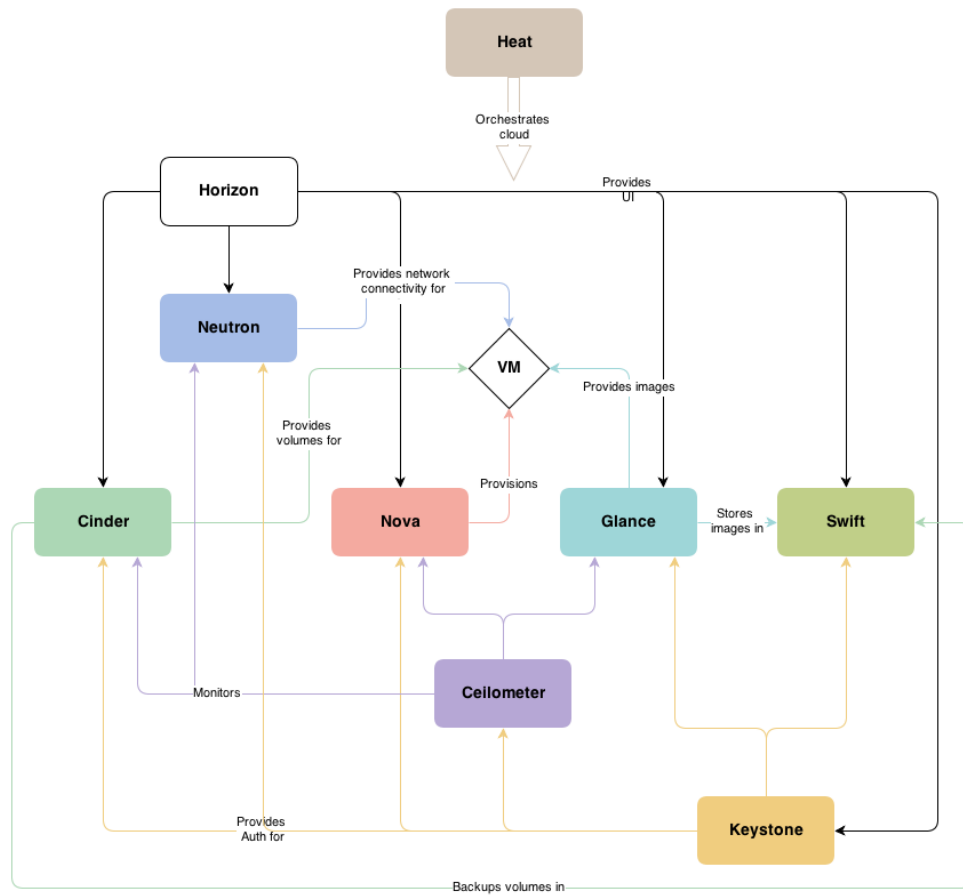 Heat
Orchestrates
cloud
Horizon
Provides
UI
Provides network
connectivity for
Neutron
VM
Provides images
Provides
volumes for
Provisions
Cinder
Nova
Glance
Stores
images in
Swift
Ceilometer
Monitors
Provides
Auth for
Keystone
Backups volumes in